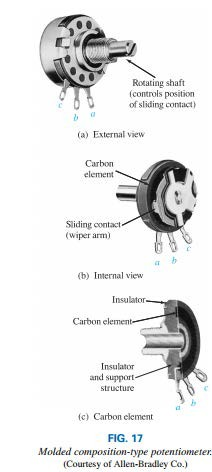 Rotating shaft
(controls position
of sliding contact)
c
b
a
(a) External view
Carbon
element
Sliding contact
(wiper arm)
a
b
c
(b) Internal view
Insulator
Carbon element
Insulator
and support
structure
a
b
c
(c) Carbon element
FIG. 17
Molded composition-type potentiometer.
(Courtesy of Allen-Bradley Co.)